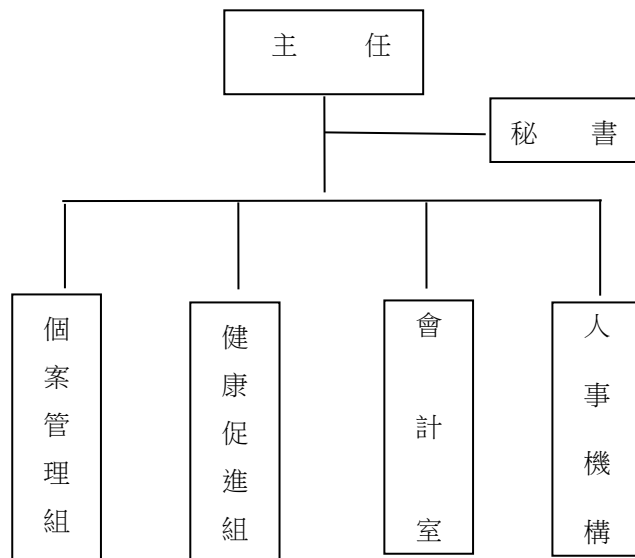 主任
秘書
個案管理組
健康促進組
會計室
人事機構